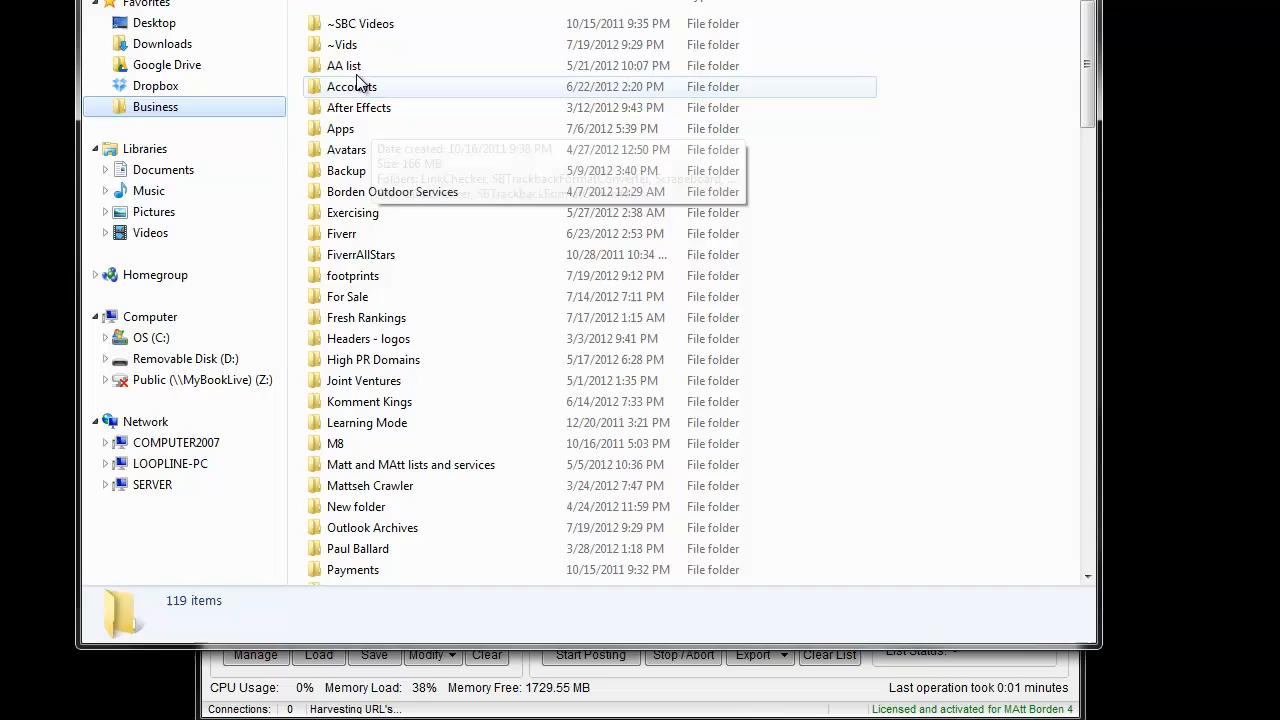 Favorites
~SBC Videos 10/15/2011 9:35 PM File folder
Desktop
~Vids 7/19/2012 9:29 PM File folder
Downloads
AA list 5/21/2012 10:07 PM File folder
Google Drive
Accounts 6/22/2012 2:20 PM File folder
Dropbox
After Effects 3/12/2012 9:43 PM File folder
Business
Apps 7/6/2012 5:39 PM File folder
Libraries
Avatars Date created: 10/16/2011 9:38 PM 4/27/2012 12:50 PM File folder
Size: 166 MB
Documents
Backup 5/9/2012 3:40 PM File folder
Folders: LinkChecker, SBTrackbackFormatConverter, Scrapeboard, ...
Music
Borden Outdoor Services 4/7/2012 12:29 AM File folder
Pictures
Exercising 5/27/2012 2:38 AM File folder
Videos
Fiverr 6/23/2012 2:53 PM File folder
FiverrAllStars 10/28/2011 10:34 ... File folder
Homegroup
footprints 7/19/2012 9:12 PM File folder
For Sale 7/14/2012 7:11 PM File folder
Computer
Fresh Rankings 7/17/2012 1:15 AM File folder
OS (C:)
Headers - logos 3/3/2012 9:41 PM File folder
Removable Disk (D:)
High PR Domains 5/17/2012 6:28 PM File folder
Public (\\MyBookLive) (Z:)
Joint Ventures 5/1/2012 1:35 PM File folder
Komment Kings 6/14/2012 7:33 PM File folder
Network
Learning Mode 12/20/2011 3:21 PM File folder
COMPUTER2007
M8 10/16/2011 5:03 PM File folder
LOOPLINE-PC
Matt and MAtt lists and services 5/5/2012 10:36 PM File folder
SERVER
Mattseh Crawler 3/24/2012 7:47 PM File folder
New folder 4/24/2012 11:59 PM File folder
Outlook Archives 7/19/2012 9:29 PM File folder
Paul Ballard 3/28/2012 1:18 PM File folder
Payments 10/15/2011 9:32 PM File folder
119 items
Manage Load Save Modify Clear Start Posting Stop / Abort Export Clear List List Status:
CPU Usage: 0% Memory Load: 38% Memory Free: 1729.55 MB Last operation took 0:01 minutes
Connections: 0 Harvesting URL's... Licensed and activated for MAtt Borden 4